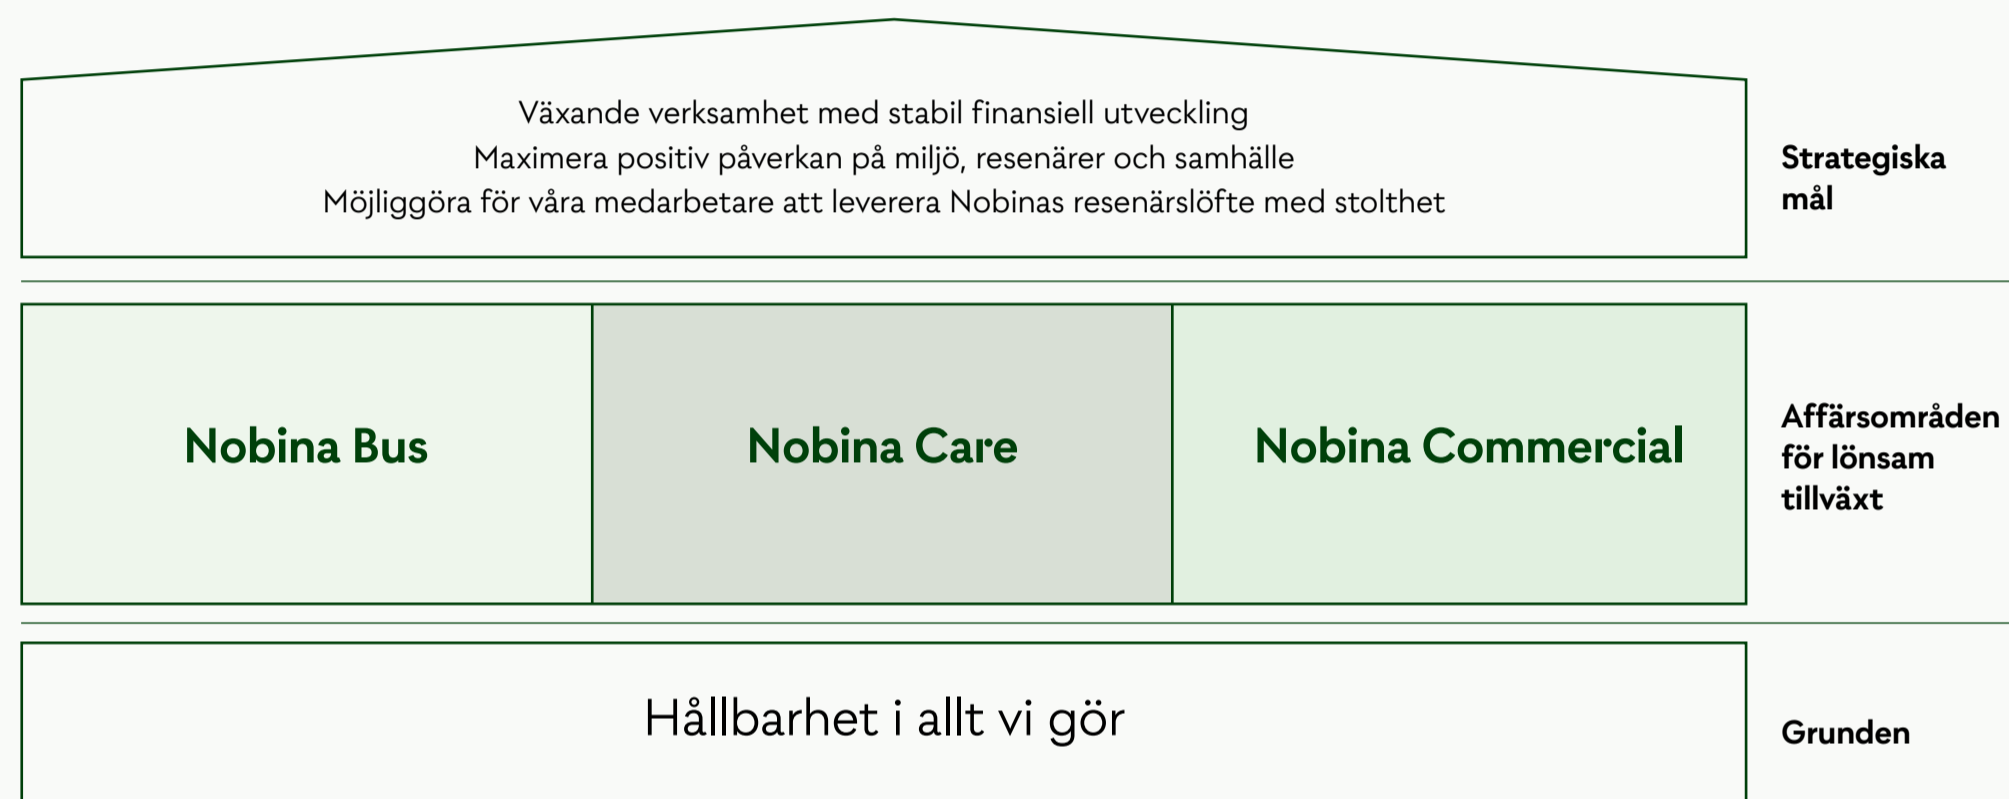 Växande verksamhet med stabil finansiell utveckling
Maximera positiv påverkan på miljö, resenärer och samhälle
Möjliggöra för våra medarbetare att leverera Nobinas resenärslöfte med stolthet
Strategiska
mål
Nobina Bus
Nobina Care
Nobina Commercial
Affärsområden
för lönsam
tillväxt
Hållbarhet i allt vi gör
Grunden